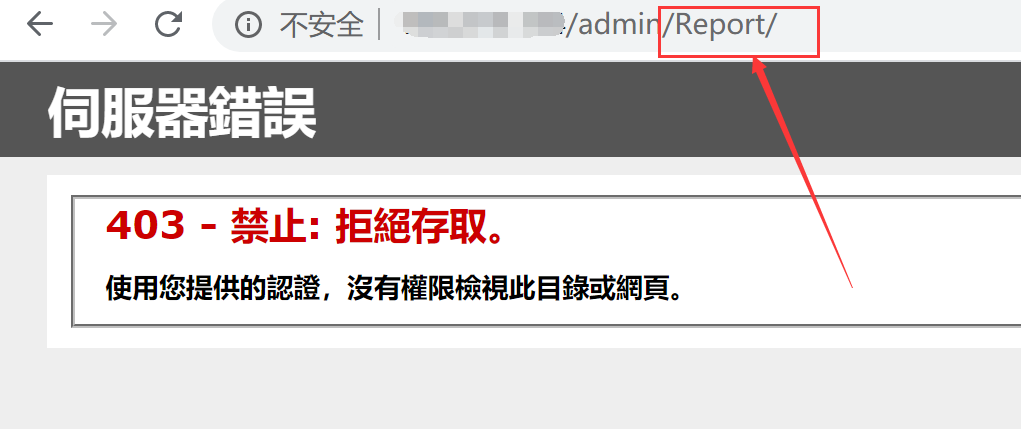 不安全 /admin/Report/
伺服器錯誤
403 - 禁止: 拒絕存取。
使用您提供的認證，沒有權限檢視此目錄或網頁。